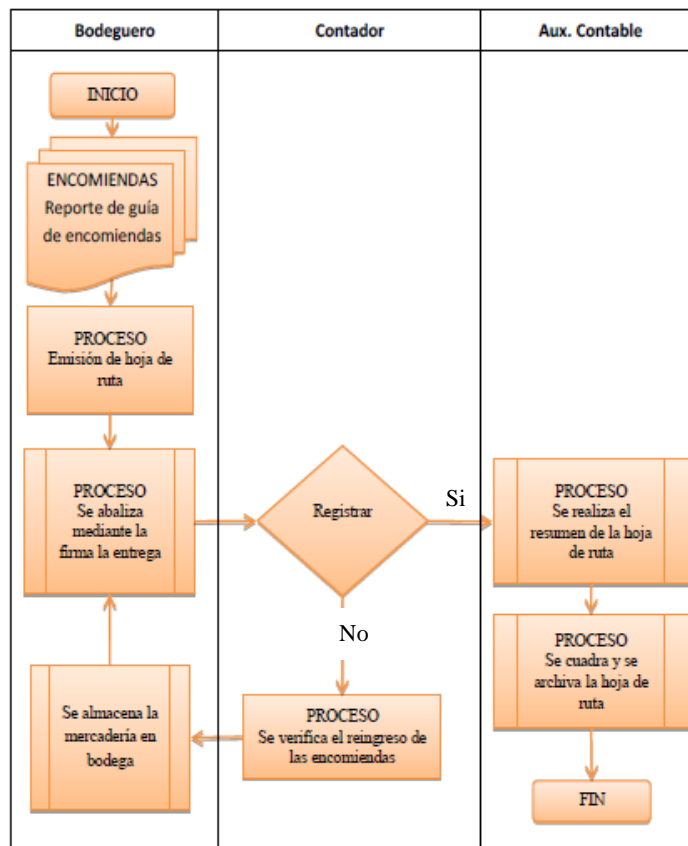 Bodeguero
Contador
Aux. Contable
INICIO
ENCOMIENDAS
Reporte de guía
de encomiendas
PROCESO
Emisión de hoja de
ruta
PROCESO
Se abaliza
mediante la
firma la entrega
Registrar
Si
PROCESO
Se realiza el
resumen de la hoja
de ruta
No
PROCESO
Se verifica el reingreso de
las encomiendas
Se almacena la
mercadería en
bodega
PROCESO
Se cuadra y se
archiva la hoja de
ruta
FIN